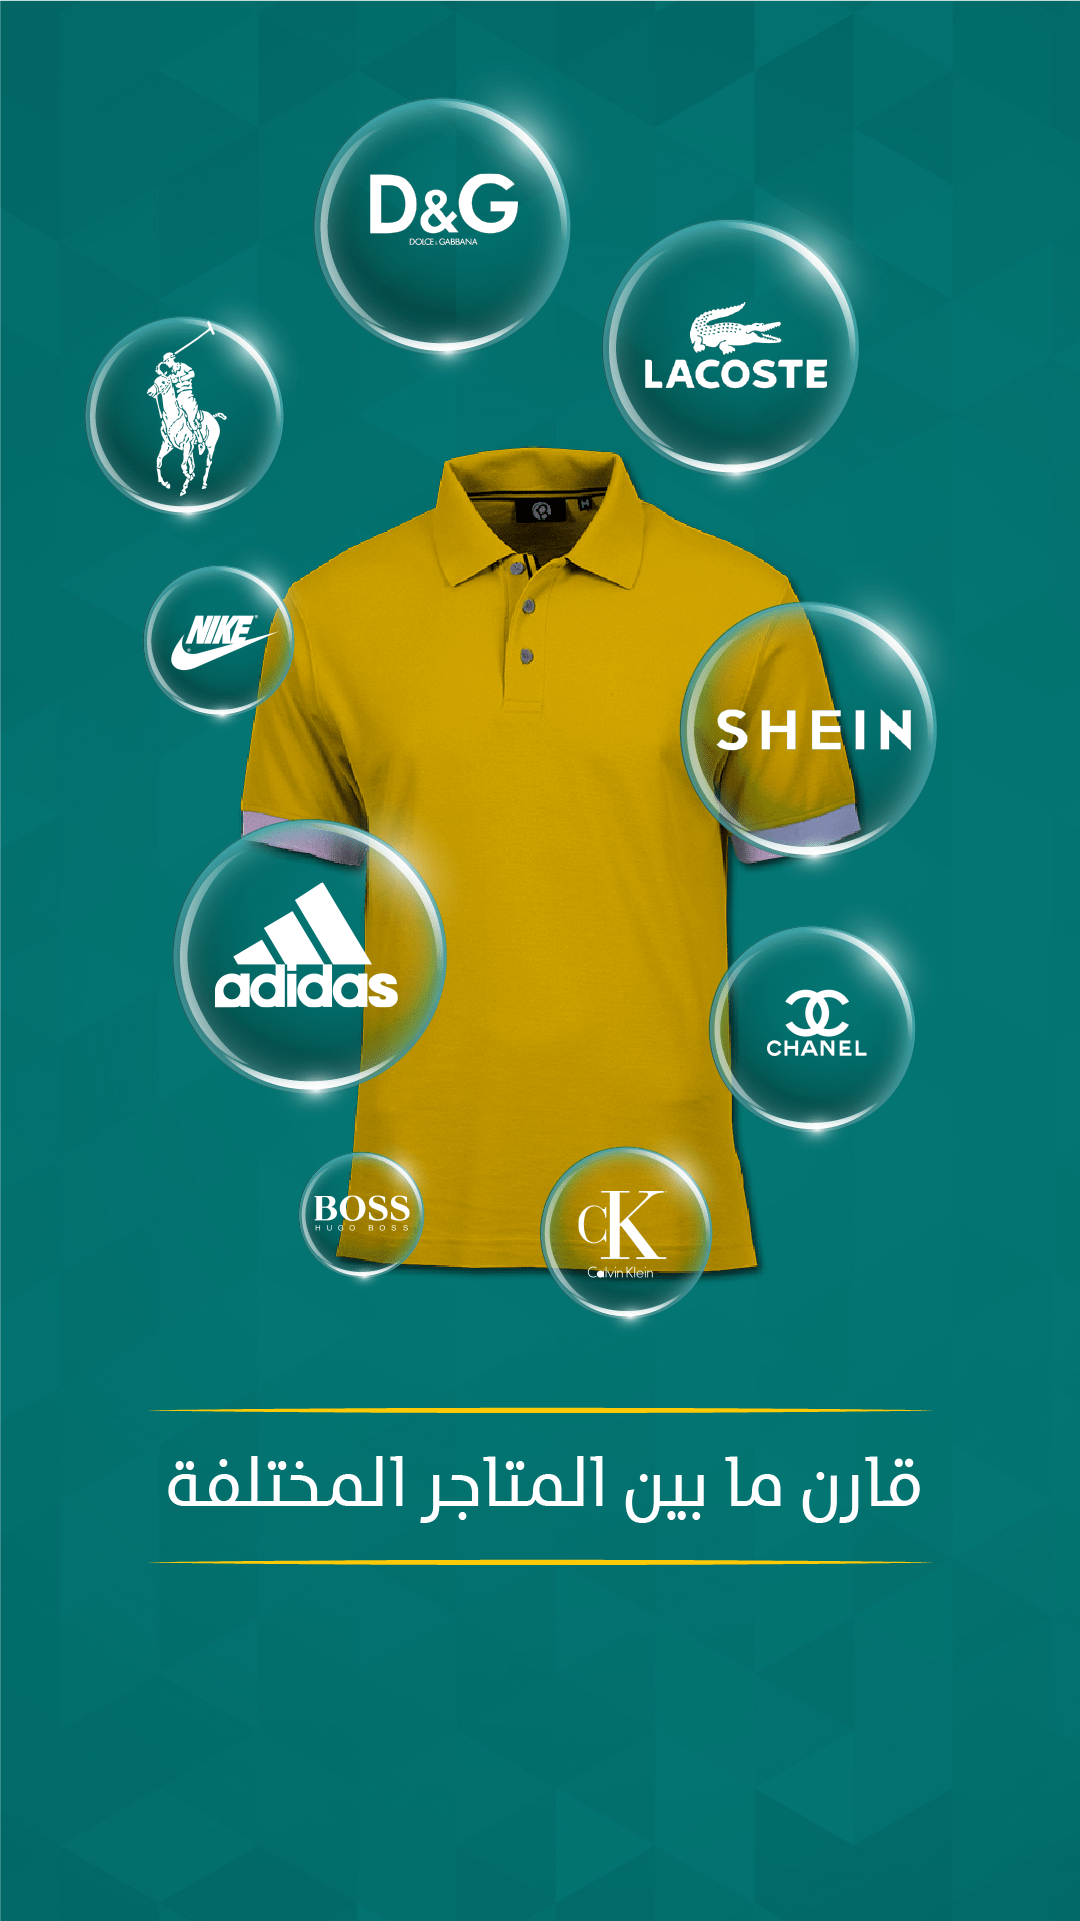 D&G
DOLCE & GABBANA
LACOSTE
NIKE
M
SHEIN
adidas
CHANEL
BOSS
HUGO BOSS
CK
Calvin Klein
قارن ما بين المتاجر المختلفة